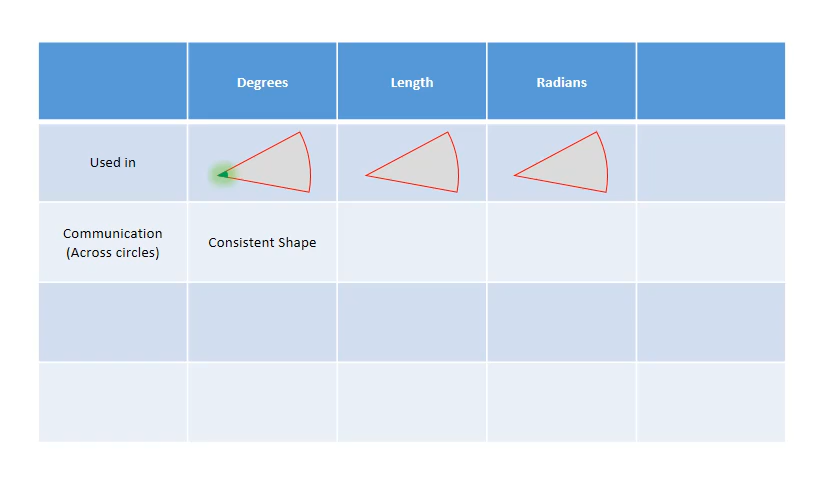 Degrees
Length
Radians
Used in
Communication
(Across circles)
Consistent Shape